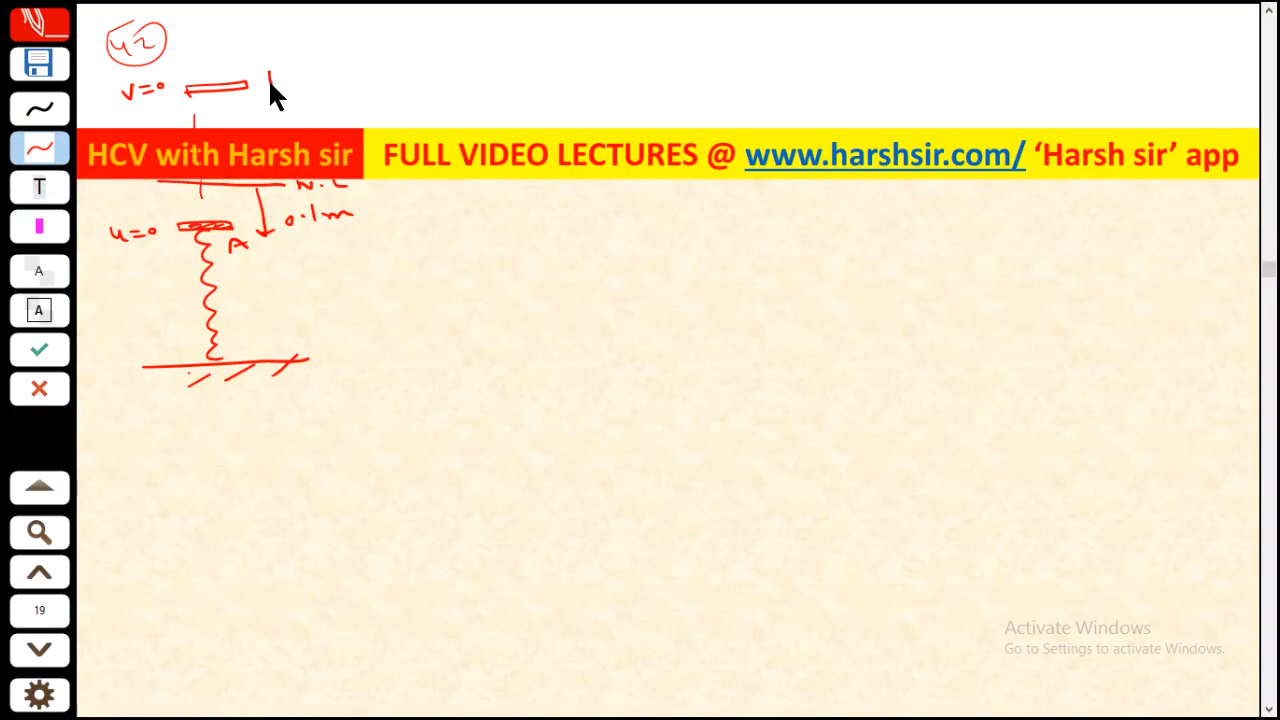 42
v=0
HCV with Harsh sir FULL VIDEO LECTURES @ www.harshsir.com/ 'Harsh sir' app
N.L
0.1m
u=0
A
T
A
A
19
Activate Windows
Go to Settings to activate Windows.